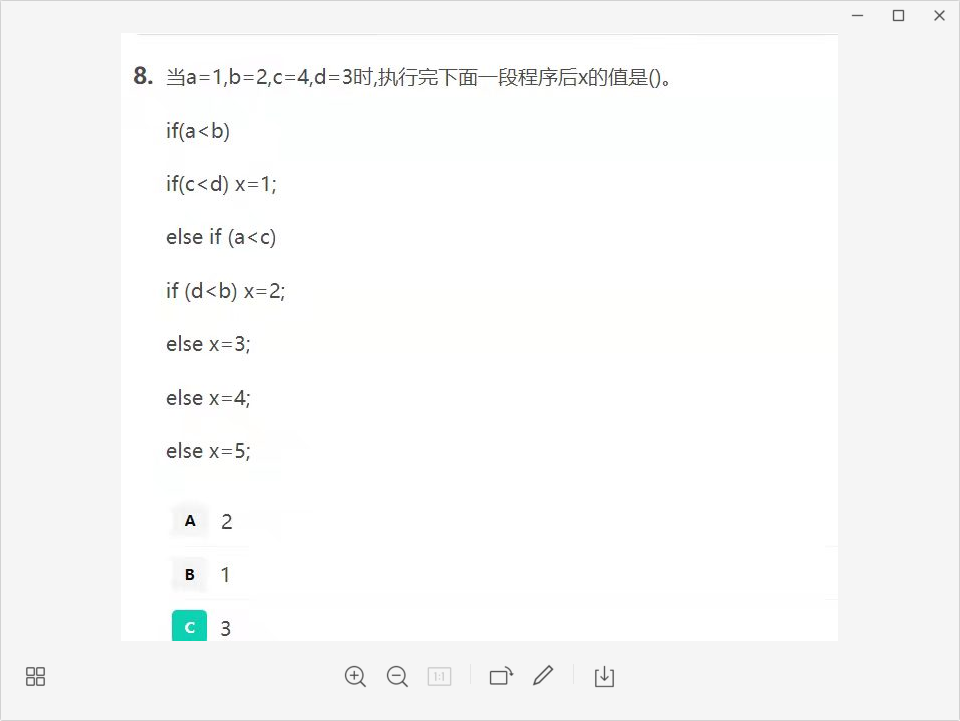 8. 当a=1,b=2,c=4,d=3时,执行完下面一段程序后x的值是()。
if(a<b)
if(c<d) x=1;
else if (a<c)
if (d<b) x=2;
else x=3;
else x=4;
else x=5;
A 2
B 1
C 3
1:1